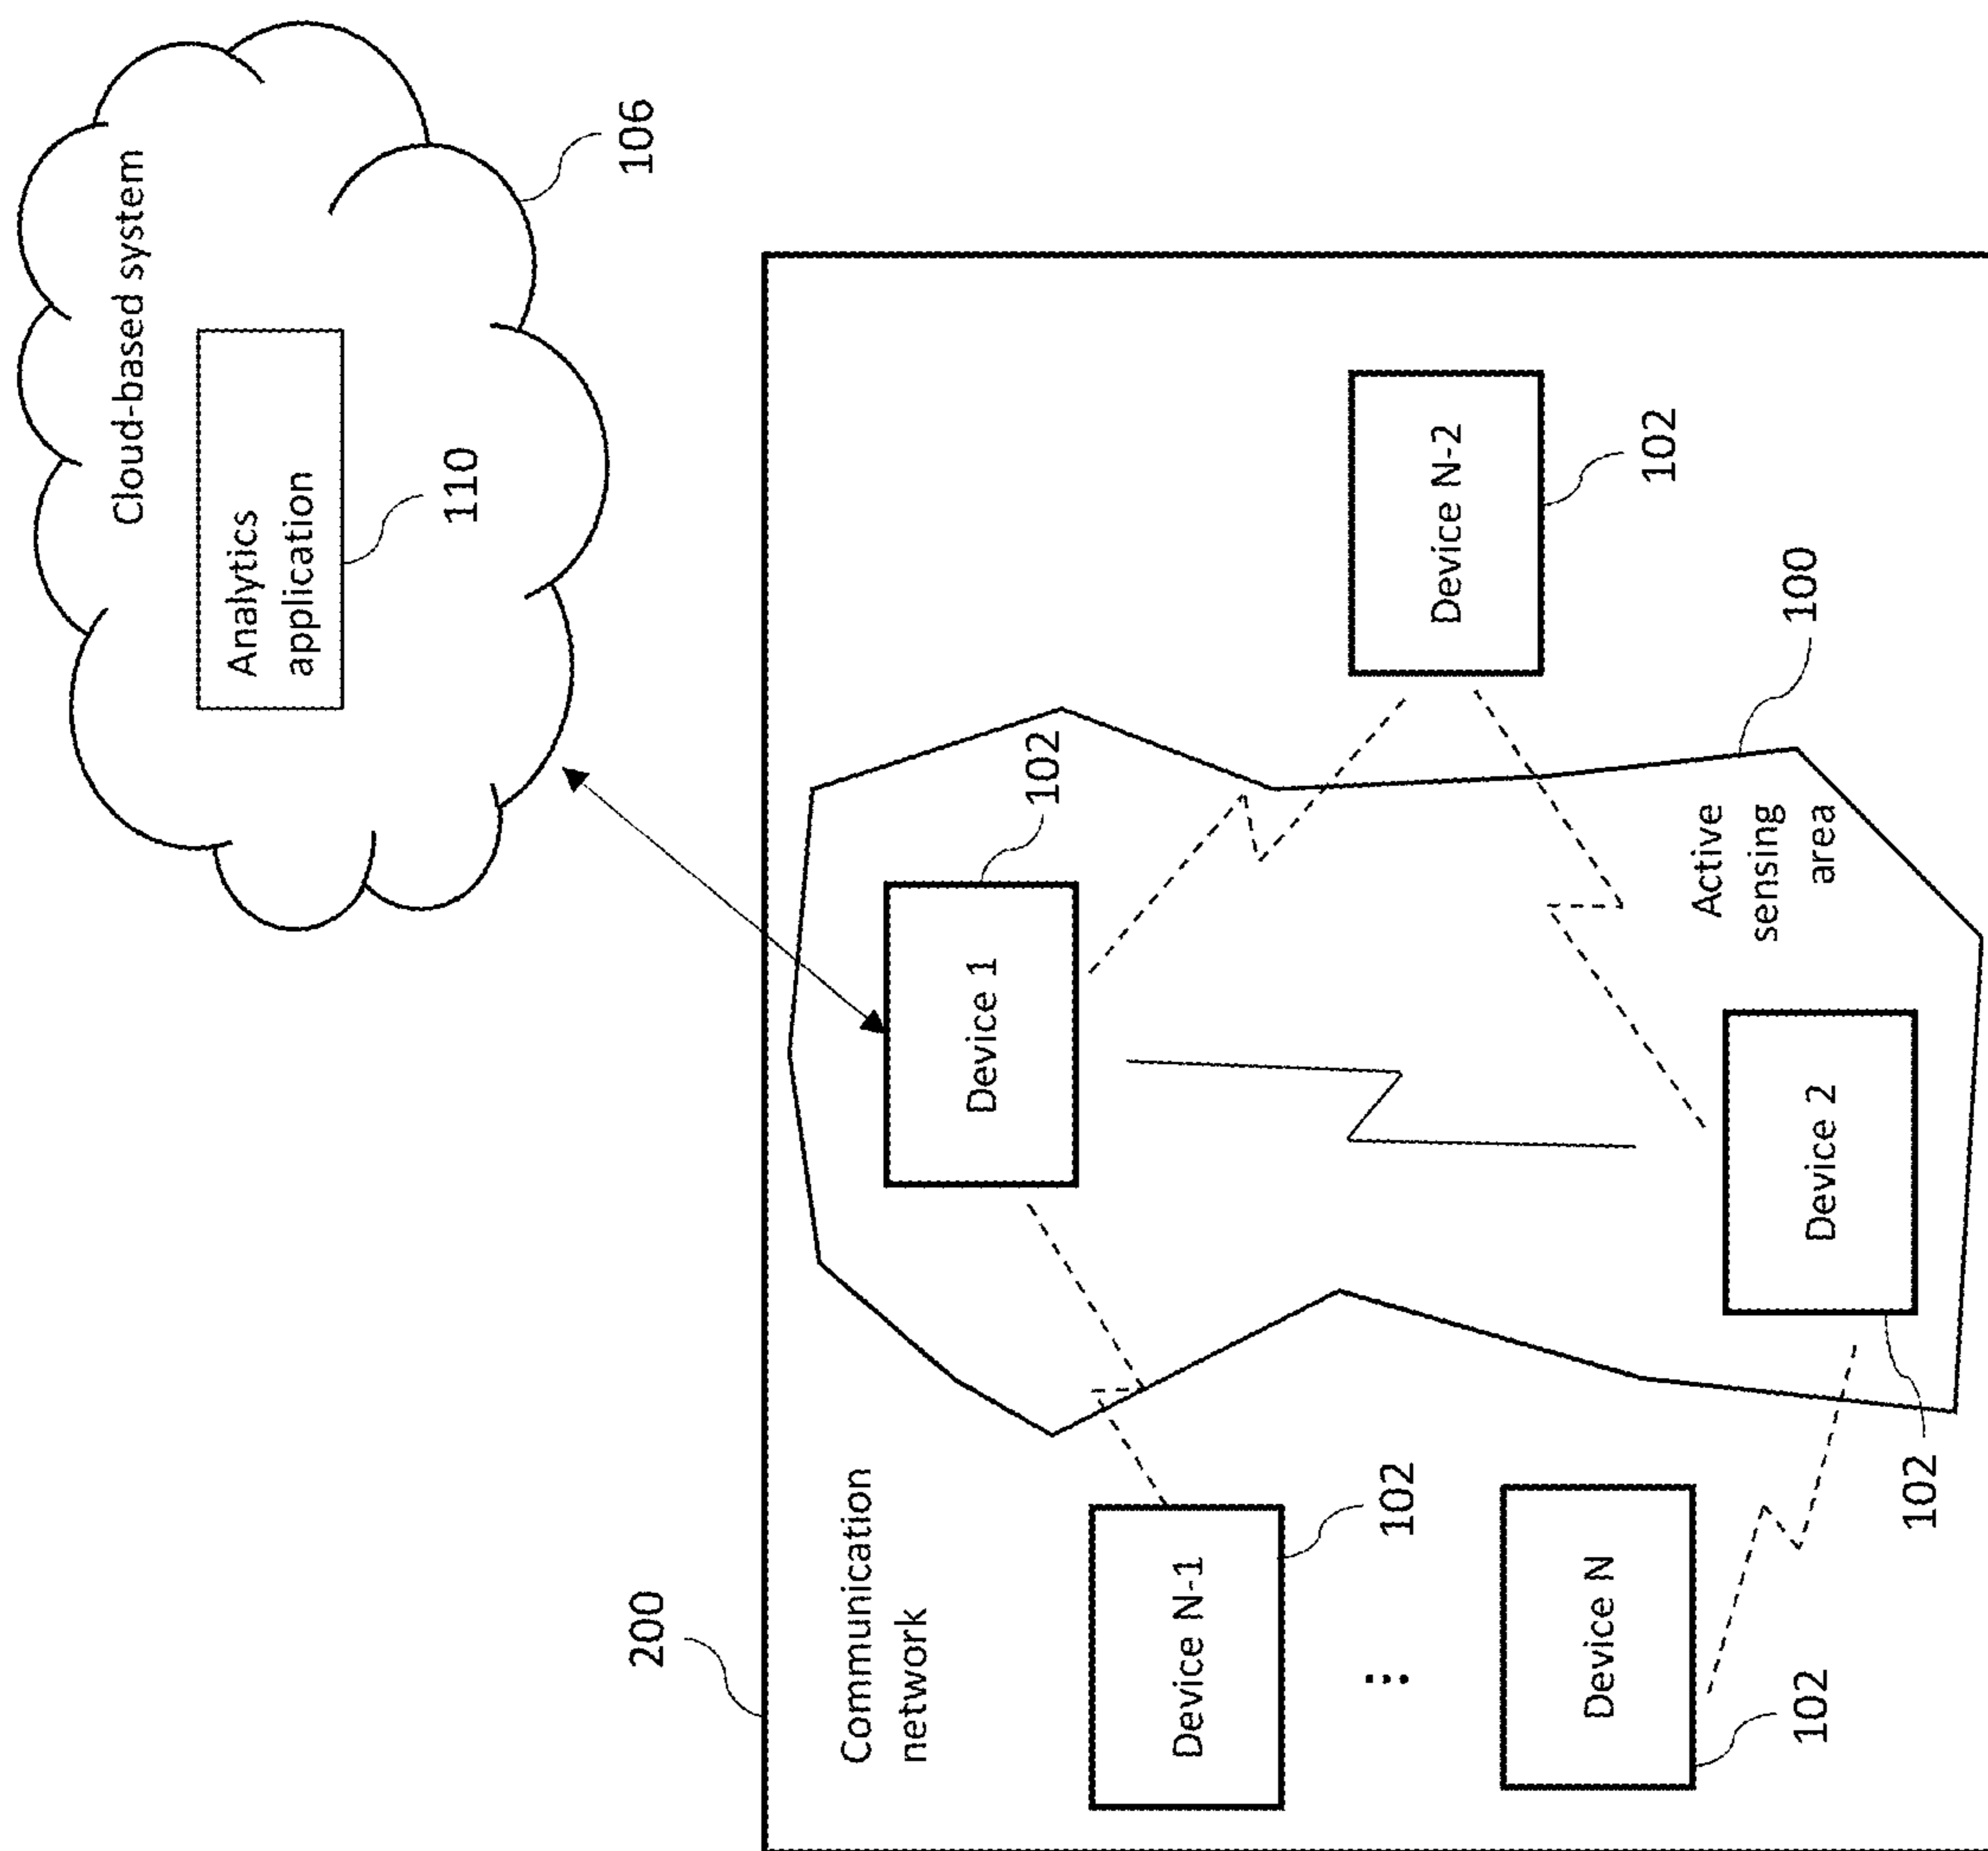 Cloud-based system
Analytics
application
110
106
200
Communication
network
Device 1
102
Device N-1
102
Device N-2
102
Device N
102
Device 2
102
Active
sensing
area
100